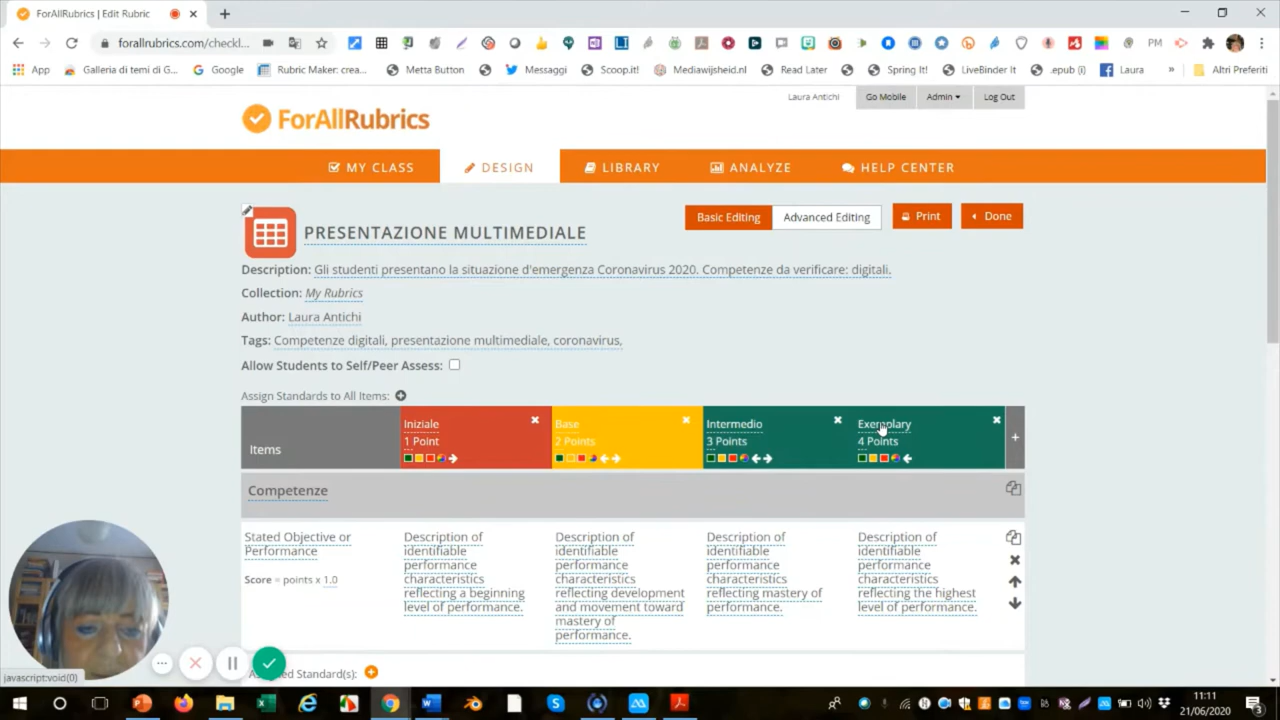 ForAllRubrics | Edit Rubric
forallrubrics.com/checkl...
PM
App
Galleria di temi di G...
Google
Rubric Maker: crea...
Metta Button
Messaggi
Scoop.it!
Mediawijsheid.nl
Read Later
Spring It!
LiveBinder It
.epub (i)
Laura
»
Altri Preferiti
Laura Antichi
Go Mobile
Admin
Log Out
ForAllRubrics
MY CLASS
DESIGN
LIBRARY
ANALYZE
HELP CENTER
PRESENTAZIONE MULTIMEDIALE
Basic Editing
Advanced Editing
Print
Done
Description: Gli studenti presentano la situazione d'emergenza Coronavirus 2020. Competenze da verificare: digitali.
Collection: My Rubrics
Author: Laura Antichi
Tags: Competenze digitali, presentazione multimediale, coronavirus,
Allow Students to Self/Peer Assess:
Assign Standards to All Items:
Items
Iniziale
1 Point
Base
2 Points
Intermedio
3 Points
Exemplary
4 Points
+
Competenze
Stated Objective or
Performance
Score = points x 1.0
Description of
identifiable
performance
characteristics
reflecting a beginning
level of performance.
Description of
identifiable
performance
characteristics
reflecting development
and movement toward
mastery of
performance.
Description of
identifiable
performance
characteristics
reflecting mastery of
performance.
Description of
identifiable
performance
characteristics
reflecting the highest
level of performance.
Standard(s):
javascript:void(0)
11:11
21/06/2020
3